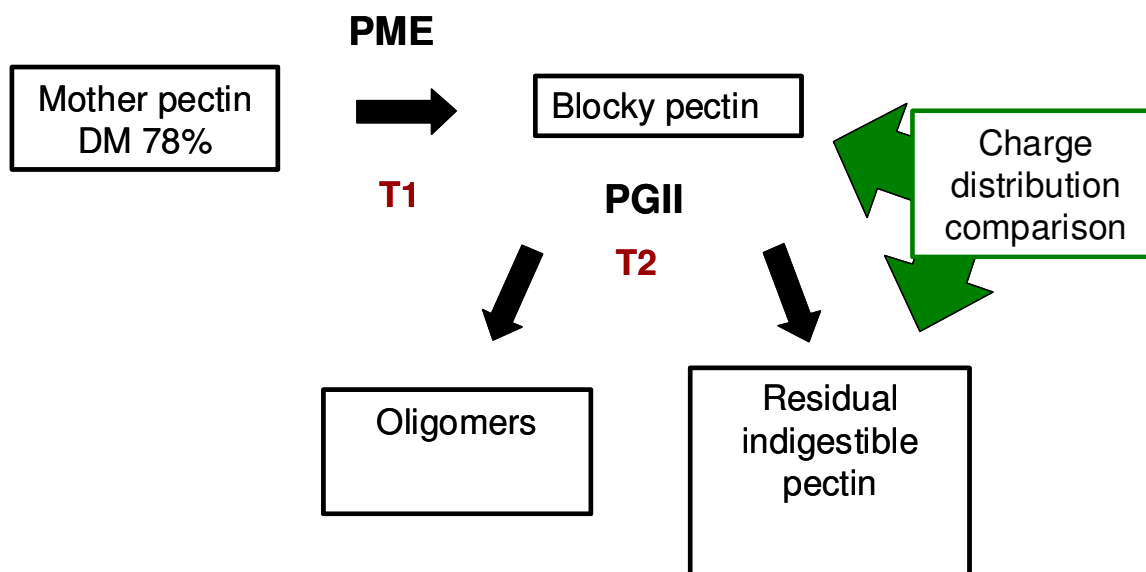 PME
Mother pectin
DM 78%
Blocky pectin
Charge
distribution
comparison
T1
PGII
T2
Oligomers
Residual
indigestible
pectin